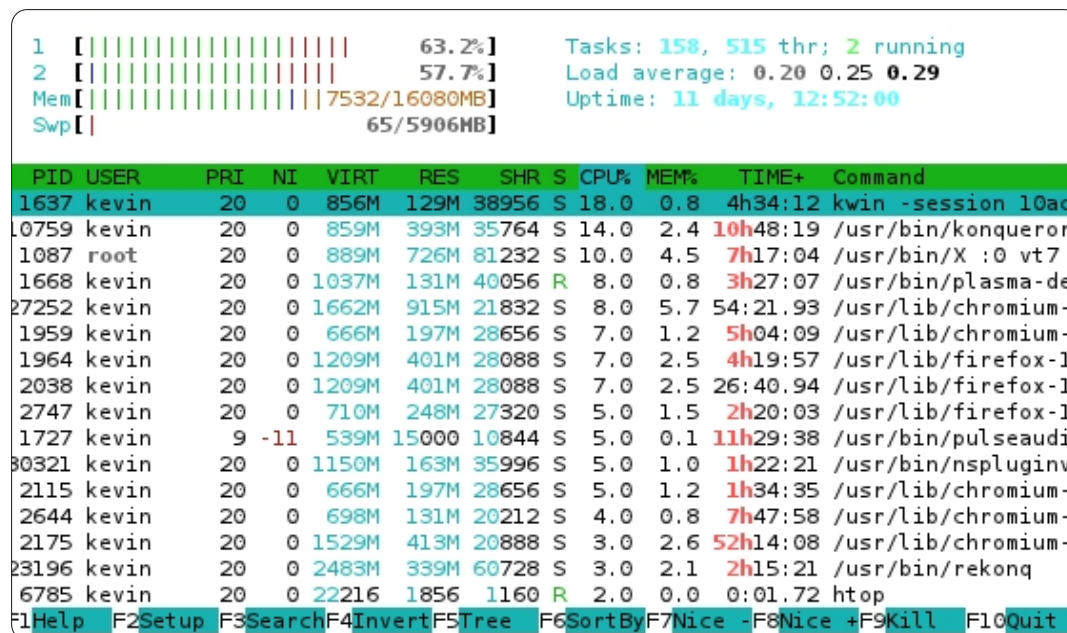 1 [||||||||||||||||||||63.2%] Tasks: 158, 515 thr; 2 running
2 [|||||||||||||||||||57.7%] Load average: 0.20 0.25 0.29
Mem[||||||||||||||||||7532/16080MB] Uptime: 11 days, 12:52:00
Swp[|65/5906MB]
PID USER PRI NI VIRT RES SHR S CPU% MEM% TIME+ Command
1637 kevin 20 0 856M 129M 38956 S 18.0 0.8 4h34:12 kwin -session 10ad
10759 kevin 20 0 859M 393M 35764 S 14.0 2.4 10h48:19 /usr/bin/konqueror
1087 root 20 0 889M 726M 81232 S 10.0 4.5 7h17:04 /usr/bin/X :0 vt7
1668 kevin 20 0 1037M 131M 40056 R 8.0 0.8 3h27:07 /usr/bin/plasma-de
27252 kevin 20 0 1662M 915M 21832 S 8.0 5.7 54:21.93 /usr/lib/chromium-
1959 kevin 20 0 666M 197M 28656 S 7.0 1.2 5h04:09 /usr/lib/chromium-
1964 kevin 20 0 1209M 401M 28088 S 7.0 2.5 4h19:57 /usr/lib/firefox-1
2038 kevin 20 0 1209M 401M 28088 S 7.0 2.5 26:40.94 /usr/lib/firefox-1
2747 kevin 20 0 710M 248M 27320 S 5.0 1.5 2h20:03 /usr/lib/firefox-1
1727 kevin 9 -11 539M 15000 10844 S 5.0 0.1 11h29:38 /usr/bin/pulseaudi
30321 kevin 20 0 1150M 163M 35996 S 5.0 1.0 1h22:21 /usr/bin/nspluginv
2115 kevin 20 0 666M 197M 28656 S 5.0 1.2 1h34:35 /usr/lib/chromium-
2644 kevin 20 0 698M 131M 20212 S 4.0 0.8 7h47:58 /usr/lib/chromium-
2175 kevin 20 0 1529M 413M 20888 S 3.0 2.6 52h14:08 /usr/lib/chromium-
23196 kevin 20 0 2483M 339M 60728 S 3.0 2.1 2h15:21 /usr/bin/rekonq
6785 kevin 20 0 22216 1856 1160 R 2.0 0.0 0:01.72 htop
F1Help F2Setup F3SearchF4InvertF5Tree F6SortByF7Nice -F8Nice +F9Kill F10Quit